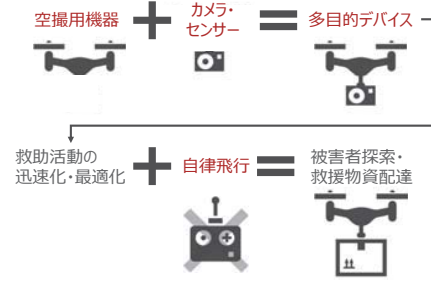 空撮用機器
カメラ・
センサー
多目的デバイス
救助活動の
迅速化・最適化
自律飛行
被害者探索・
救援物資配達